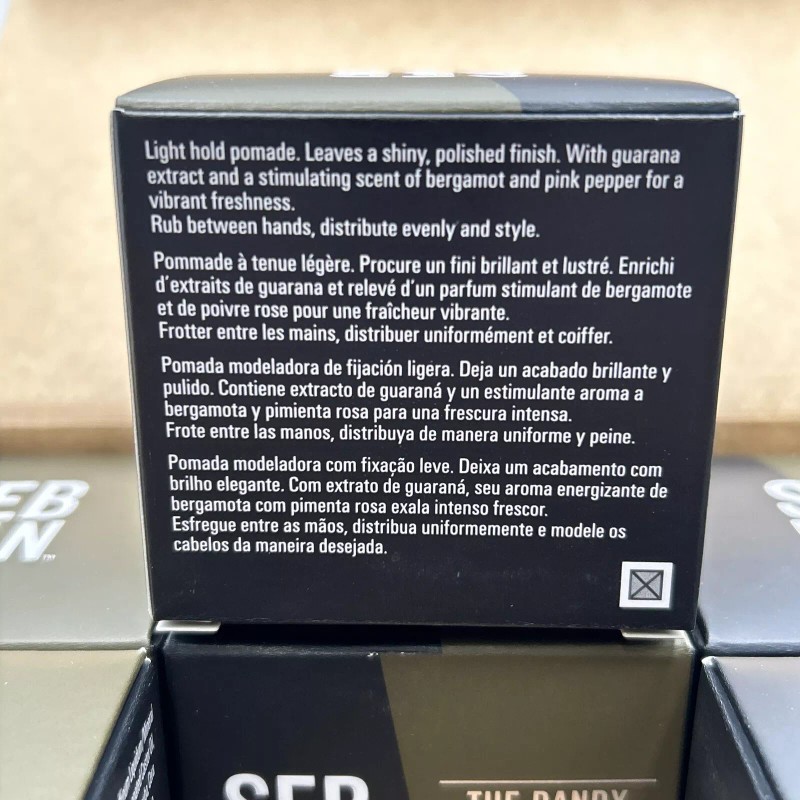 Light hold pomade. Leaves a shiny, polished finish. With guarana
extract and a stimulating scent of bergamot and pink pepper for a
vibrant freshness.
Rub between hands, distribute evenly and style.
Pommade à tenue légère. Procure un fini brillant et lustré. Enrichi
d'extraits de guarana et relevé d'un parfum stimulant de bergamote
et de poivre rose pour une fraîcheur vibrante.
Frotter entre les mains, distribuer uniformément et coiffer.
Pomada modeladora de fijación ligera. Deja un acabado brillante y
pulido. Contiene extracto de guaraná y un estimulante aroma a
bergamota y pimienta rosa para una frescura intensa.
Frote entre las manos, distribuya de manera uniforme y peine.
Pomada modeladora com fixação leve. Deixa um acabamento com
brilho elegante. Com extrato de guaraná, seu aroma energizante de
bergamota com pimenta rosa exala intenso frescor.
Esfregue entre as mãos, distribua uniformemente e modele os
cabelos da maneira desejada.
SEB
THE DANDY